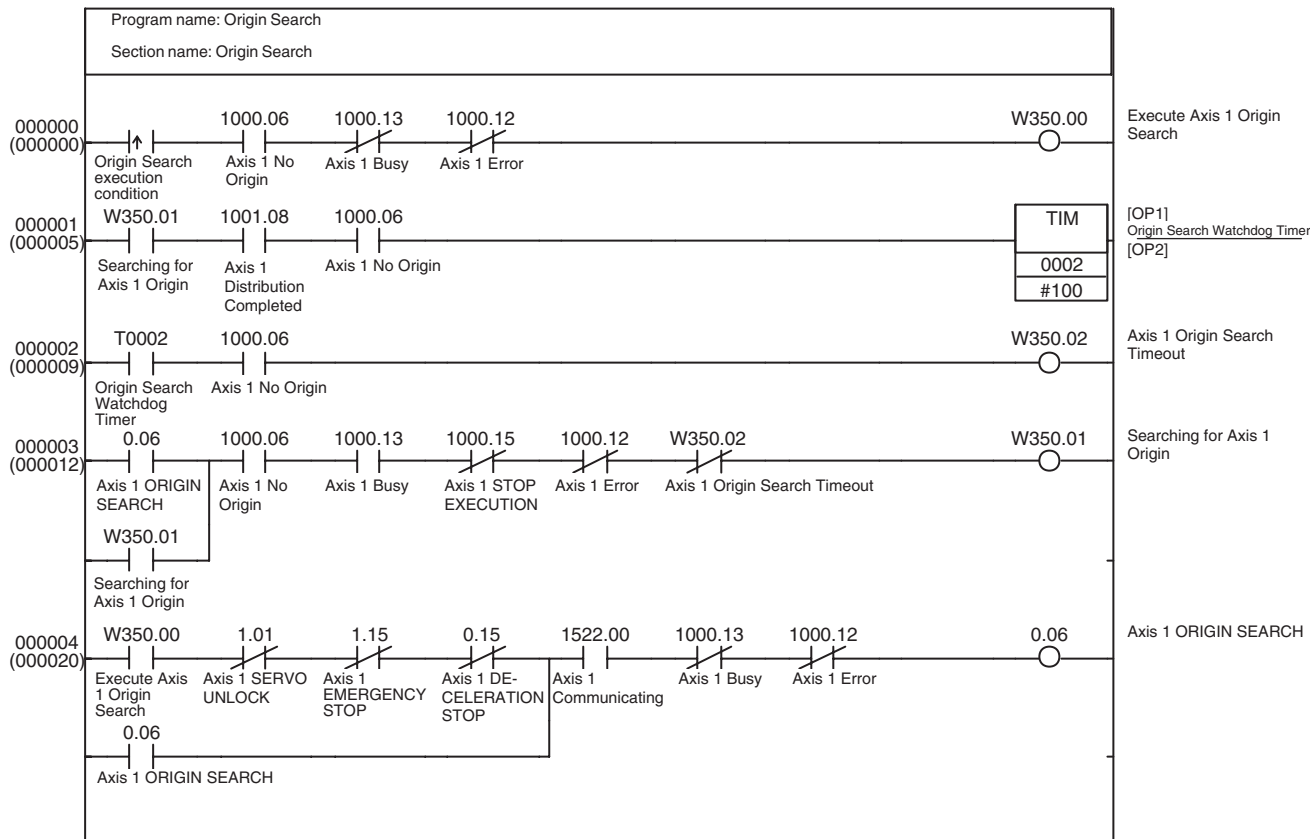 Program name: Origin Search
Section name: Origin Search
000000
(000000)
1000.06
1000.13
1000.12
W350.00
Execute Axis 1 Origin
Search
Origin Search
execution
condition
Axis 1 No
Origin
Axis 1 Busy
Axis 1 Error
000001
(000005)
W350.01
1001.08
1000.06
TIM
0002
#100
[OP1]
Origin Search Watchdog Timer
[OP2]
Searching for
Axis 1 Origin
Axis 1
Distribution
Completed
Axis 1 No Origin
000002
(000009)
T0002
1000.06
W350.02
Axis 1 Origin Search
Timeout
Origin Search
Watchdog
Timer
Axis 1 No Origin
000003
(000012)
0.06
1000.06
1000.13
1000.15
1000.12
W350.02
W350.01
Searching for Axis 1
Origin
Axis 1 ORIGIN
SEARCH
Axis 1 No
Origin
Axis 1 Busy
Axis 1 STOP
EXECUTION
Axis 1 Error
Axis 1 Origin Search Timeout
W350.01
Searching for
Axis 1 Origin
000004
(000020)
W350.00
1.01
1.15
0.15
1522.00
1000.13
1000.12
0.06
Axis 1 ORIGIN SEARCH
Execute Axis
1 Origin
Search
Axis 1 SERVO
UNLOCK
Axis 1
EMERGENCY
STOP
Axis 1 DE-
CELERATION
STOP
Axis 1
Communicating
Axis 1 Busy
Axis 1 Error
0.06
Axis 1 ORIGIN SEARCH